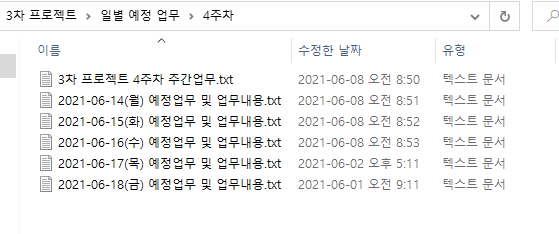 3차 프로젝트 > 일별 예정 업무 > 4주차
이름 수정한 날짜 유형
3차 프로젝트 4주차 주간업무.txt 2021-06-08 오전 8:50 텍스트 문서
2021-06-14(월) 예정업무 및 업무내용.txt 2021-06-08 오전 8:51 텍스트 문서
2021-06-15(화) 예정업무 및 업무내용.txt 2021-06-08 오전 8:52 텍스트 문서
2021-06-16(수) 예정업무 및 업무내용.txt 2021-06-08 오전 8:53 텍스트 문서
2021-06-17(목) 예정업무 및 업무내용.txt 2021-06-02 오후 5:11 텍스트 문서
2021-06-18(금) 예정업무 및 업무내용.txt 2021-06-01 오전 9:11 텍스트 문서